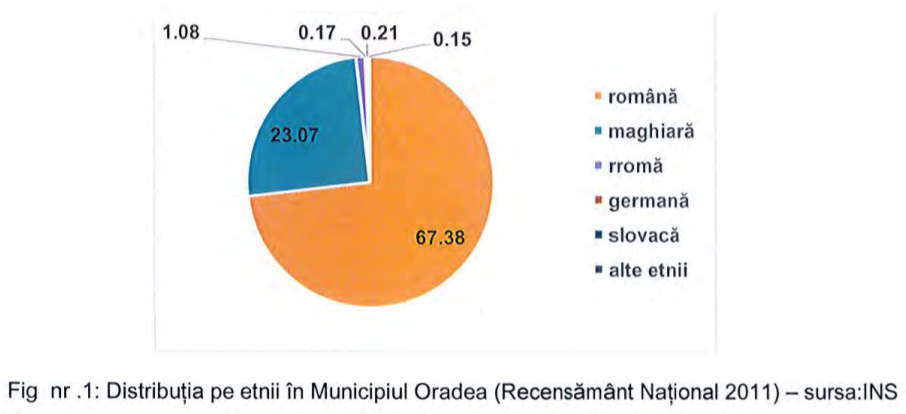 1.08 0.17 0.21 0.15
23.07
67.38
română
maghiară
rromă
germană
slovacă
alte etnii
Fig nr .1: Distribuția pe etnii în Municipiul Oradea (Recensământ Național 2011) – sursa:INS